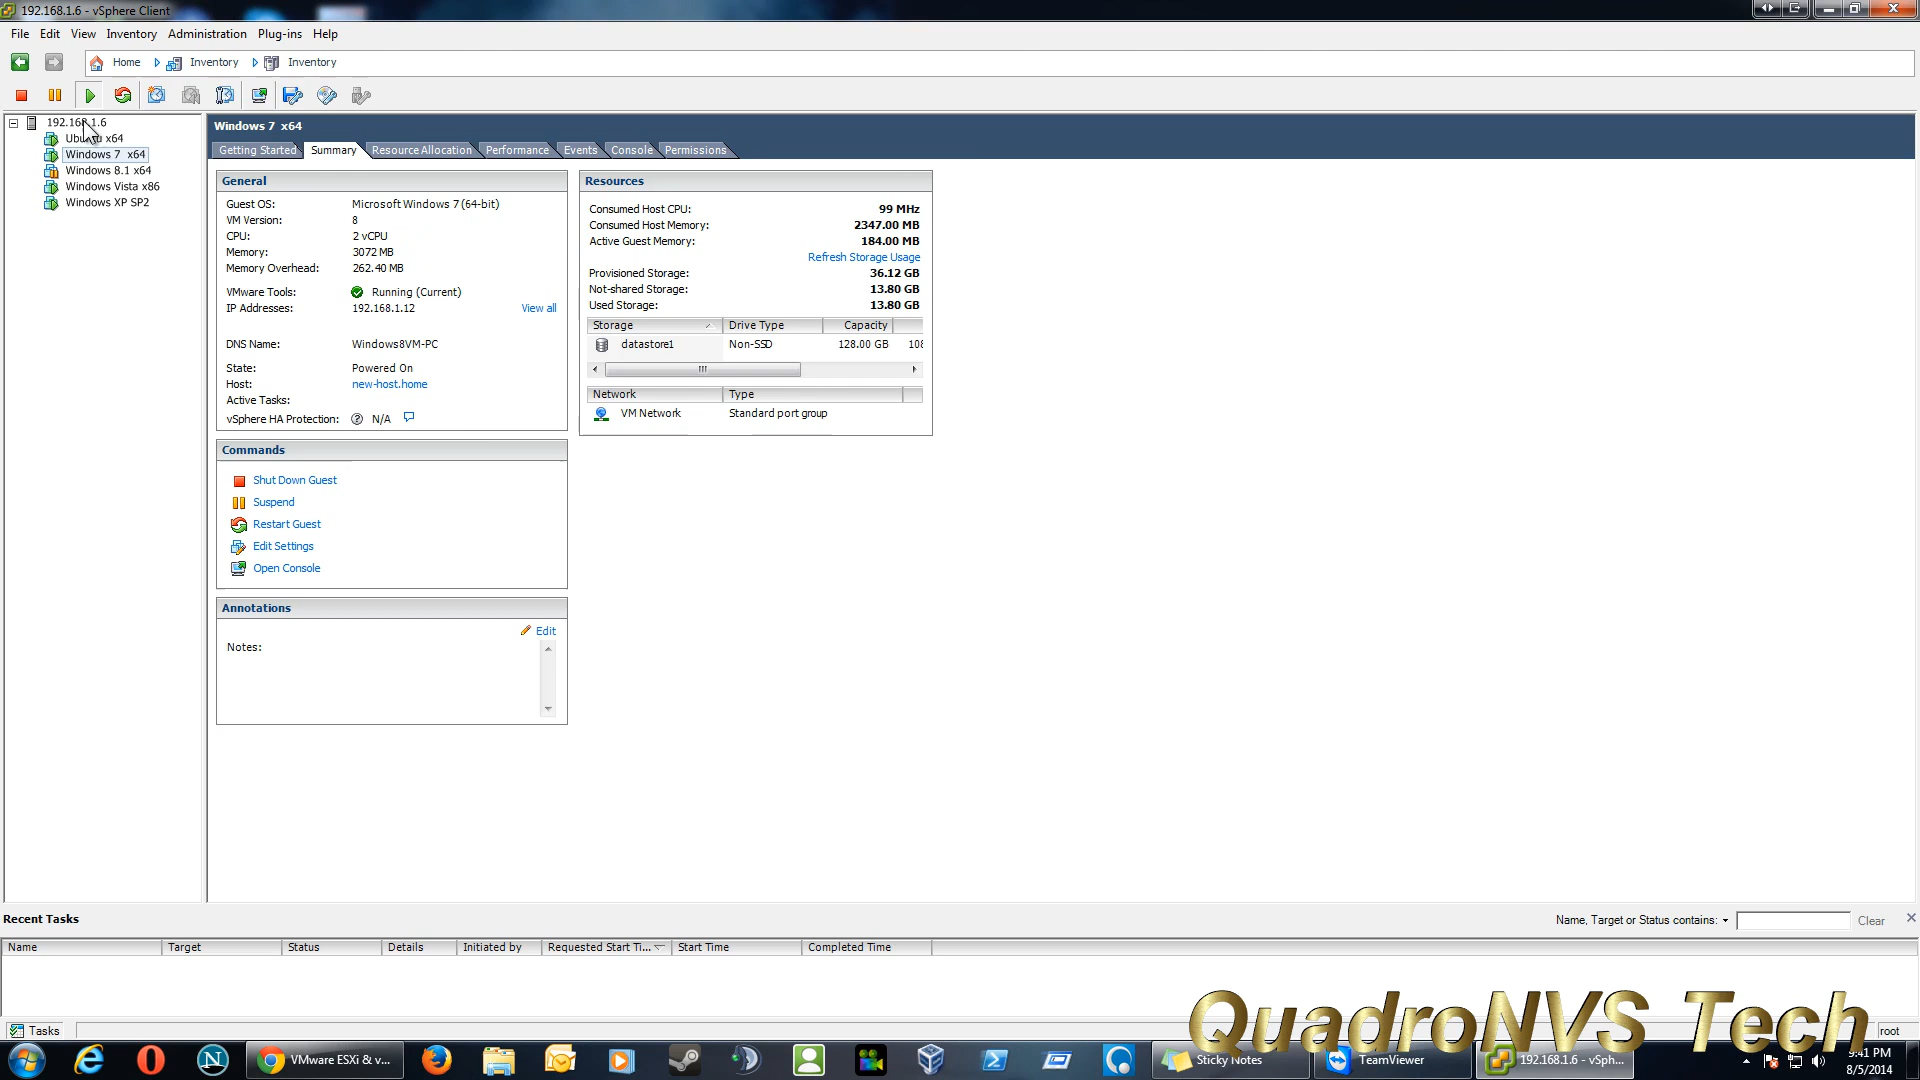 192.168.1.6 - vSphere Client
File Edit View Inventory Administration Plug-ins Help
Home Inventory Inventory
192.168.1.6
Ubuntu x64
Windows 7 x64
Windows 8.1 x64
Windows Vista x86
Windows XP SP2
Windows 7 x64
Getting Started Summary Resource Allocation Performance Events Console Permissions
General
Guest OS: Microsoft Windows 7 (64-bit)
VM Version: 8
CPU: 2 vCPU
Memory: 3072 MB
Memory Overhead: 262.40 MB
VMware Tools: Running (Current)
IP Addresses: 192.168.1.12 View all
DNS Name: Windows8VM-PC
State: Powered On
Host: new-host.home
Active Tasks:
vSphere HA Protection: N/A
Commands
Shut Down Guest
Suspend
Restart Guest
Edit Settings
Open Console
Annotations
Edit
Notes:
Resources
Consumed Host CPU: 99 MHz
Consumed Host Memory: 2347.00 MB
Active Guest Memory: 184.00 MB
Refresh Storage Usage
Provisioned Storage: 36.12 GB
Not-shared Storage: 13.80 GB
Used Storage: 13.80 GB
Storage Drive Type Capacity
datastore1 Non-SSD 128.00 GB 108
Network Type
VM Network Standard port group
Recent Tasks
Name, Target or Status contains: Clear
Name Target Status Details Initiated by Requested Start Ti... Start Time Completed Time
QuadroNVS Tech
Tasks root
VMware ESXi & v... Sticky Notes TeamViewer 192.168.1.6 - vSph...
9:41 PM
8/5/2014